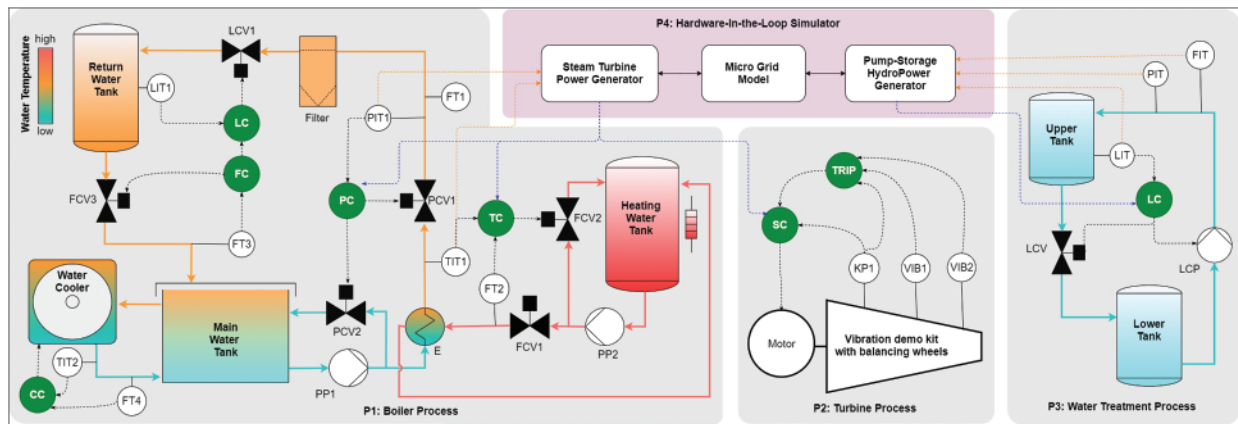 Water Temperature
high
low
Return
Water
Tank
LIT1
LCV1
LC
FC
FCV3
FT3
Filter
PIT1
FT1
PC
PCV1
TIT1
TC
FT2
FCV2
Heating
Water
Tank
Water
Cooler
Main
Water
Tank
PCV2
PP1
E
FCV1
PP2
TIT2
FT4
CC
P1: Boiler Process
P4: Hardware-In-the-Loop Simulator
Steam Turbine
Power Generator
Micro Grid
Model
Pump-Storage
HydroPower
Generator
TRIP
SC
KP1
VIB1
VIB2
Motor
Vibration demo kit
with balancing wheels
P2: Turbine Process
FIT
PIT
Upper
Tank
LIT
LC
LCV
LCP
Lower
Tank
P3: Water Treatment Process